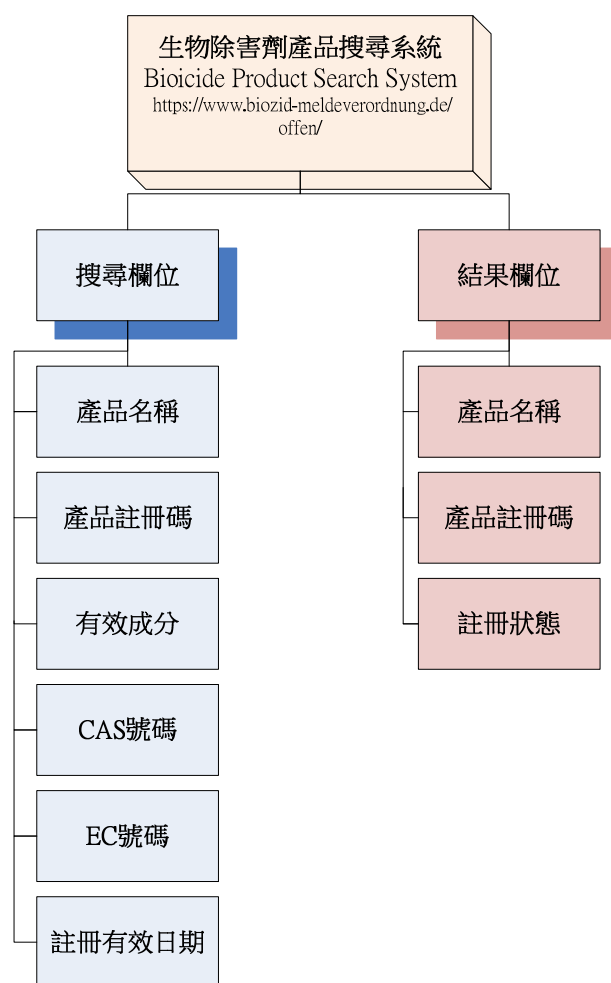 生物除害劑產品搜尋系統
Bioicide Product Search System
https://www.biozid-meldeverordnung.de/
offen/
搜尋欄位
產品名稱
產品註冊碼
有效成分
CAS號碼
EC號碼
註冊有效日期
結果欄位
產品名稱
產品註冊碼
註冊狀態